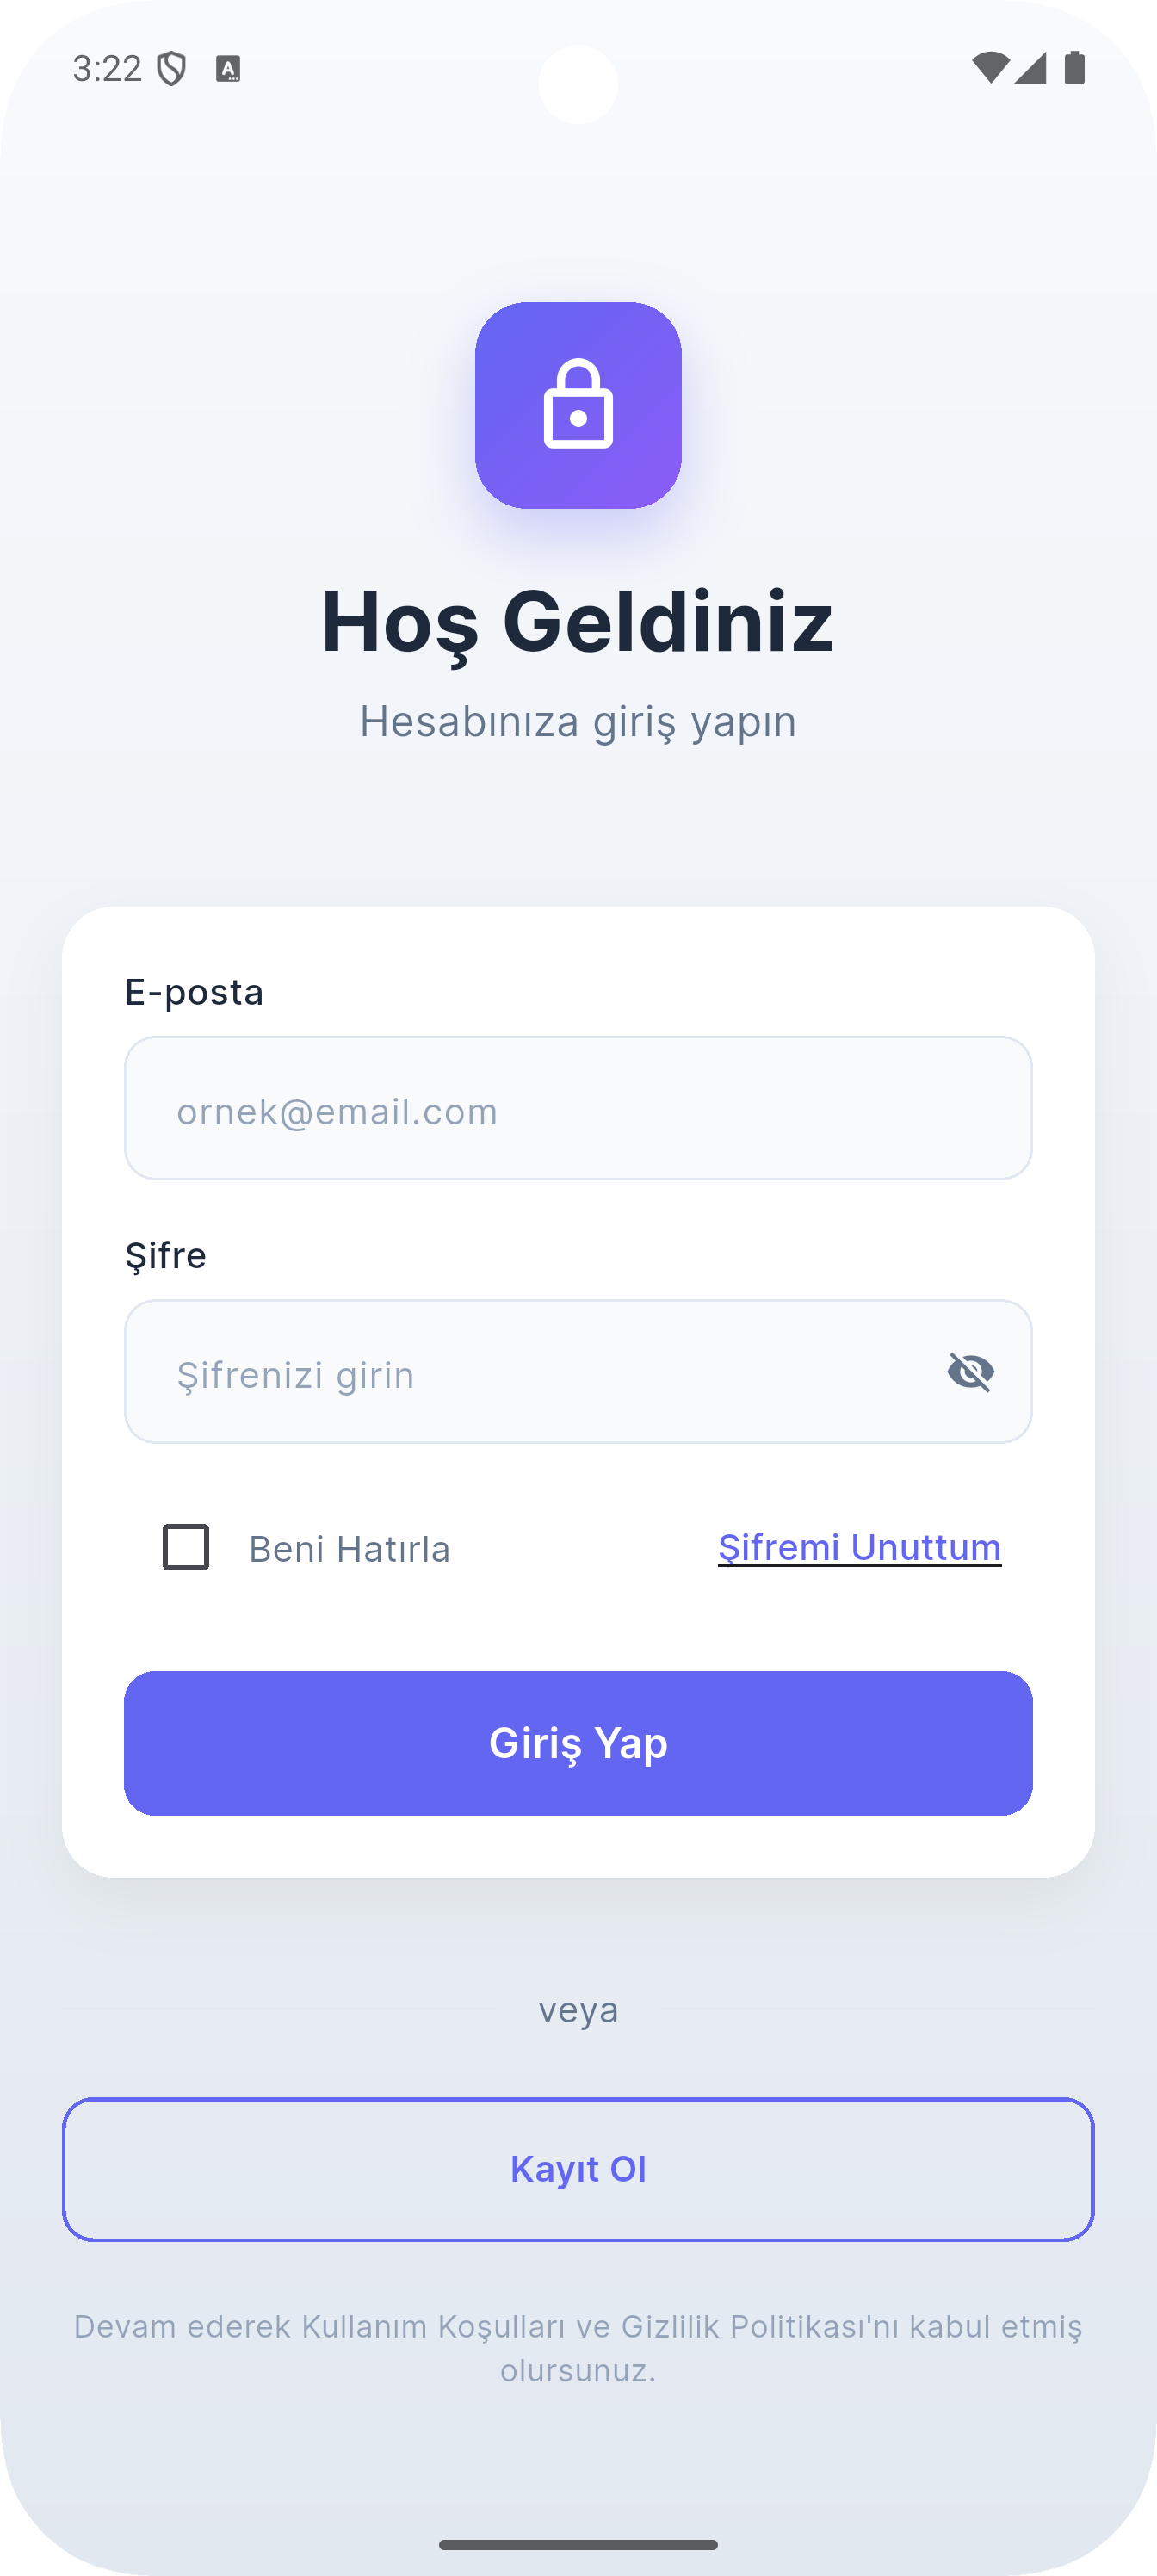 3:22
Hoş Geldiniz
Hesabınıza giriş yapın
E-posta
ornek@email.com
Şifre
Şifrenizi girin
Beni Hatırla
Şifremi Unuttum
Giriş Yap
veya
Kayıt Ol
Devam ederek Kullanım Koşulları ve Gizlilik Politikası'nı kabul etmiş
olursunuz.